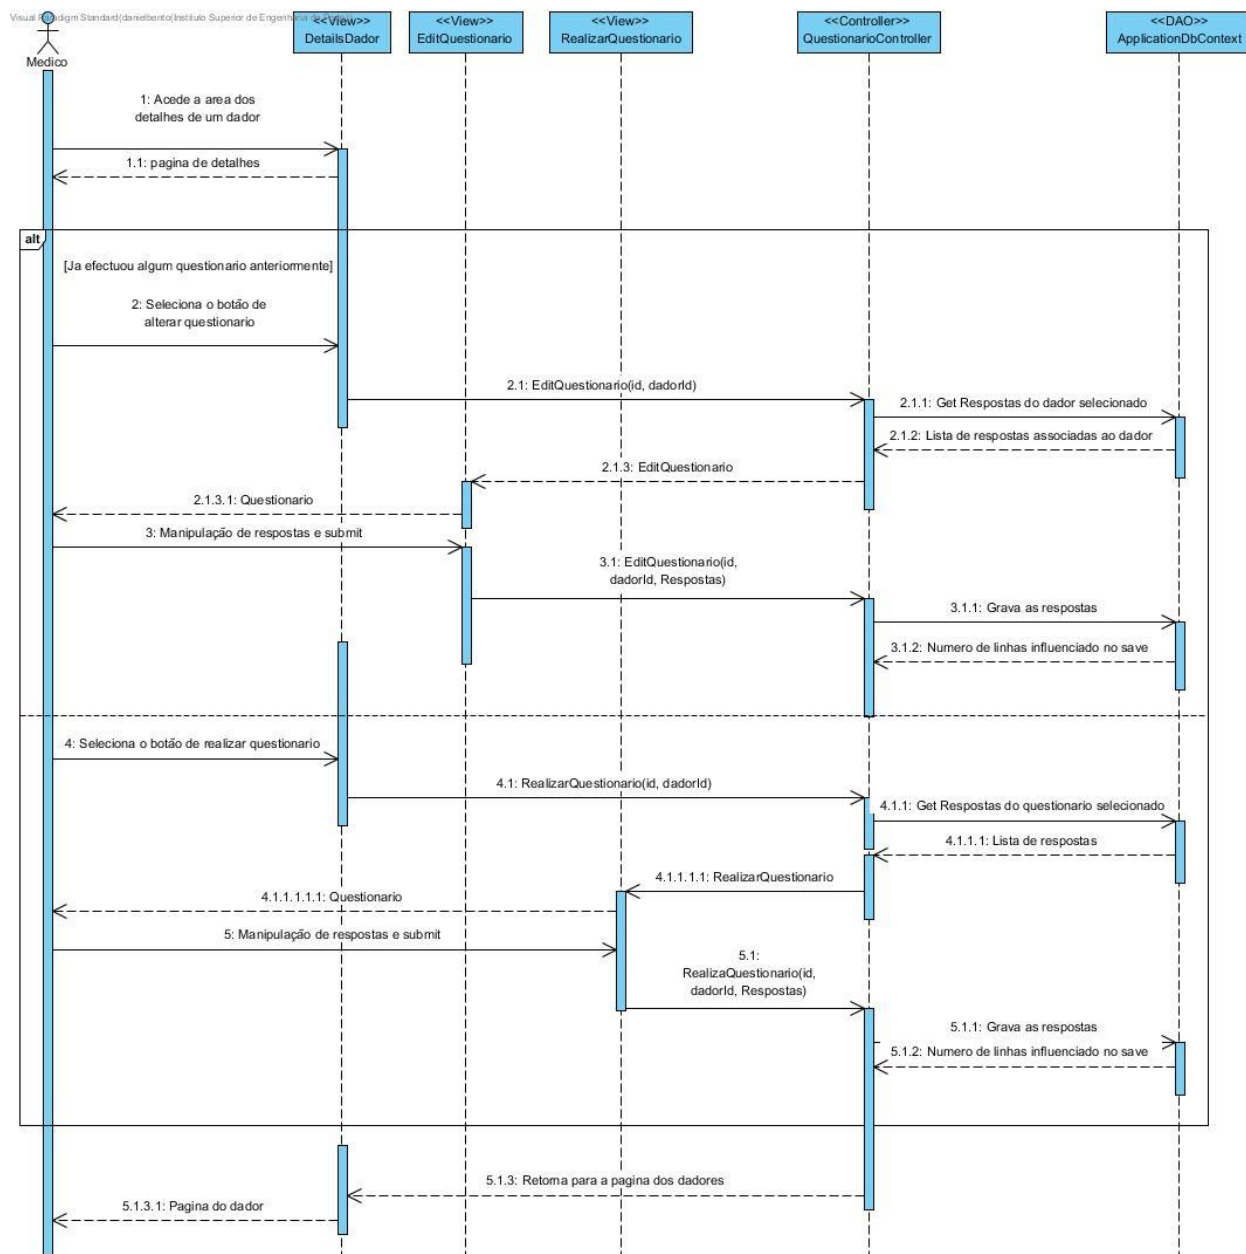 Visual Paradigm Standard(danielbento(Instituto Superior de Engenharia do Porto))
<<View>>
DetailsDador
<<View>>
EditQuestionario
<<View>>
RealizarQuestionario
<<Controller>>
QuestionarioController
<<DAO>>
ApplicationDbContext
Medico
1: Acede a area dos
detalhes de um dador
1.1: pagina de detalhes
alt
[Ja efectuou algum questionario anteriormente]
2: Seleciona o botão de
alterar questionario
2.1: EditQuestionario(id, dadorId)
2.1.1: Get Respostas do dador selecionado
2.1.2: Lista de respostas associadas ao dador
2.1.3: EditQuestionario
2.1.3.1: Questionario
3: Manipulação de respostas e submit
3.1: EditQuestionario(id,
dadorId, Respostas)
3.1.1: Grava as respostas
3.1.2: Numero de linhas influenciado no save
4: Seleciona o botão de realizar questionario
4.1: RealizarQuestionario(id, dadorId)
4.1.1: Get Respostas do questionario selecionado
4.1.1.1: Lista de respostas
4.1.1.1.1: RealizarQuestionario
4.1.1.1.1.1: Questionario
5: Manipulação de respostas e submit
5.1:
RealizaQuestionario(id,
dadorId, Respostas)
5.1.1: Grava as respostas
5.1.2: Numero de linhas influenciado no save
5.1.3: Retorna para a pagina dos dadores
5.1.3.1: Pagina do dador